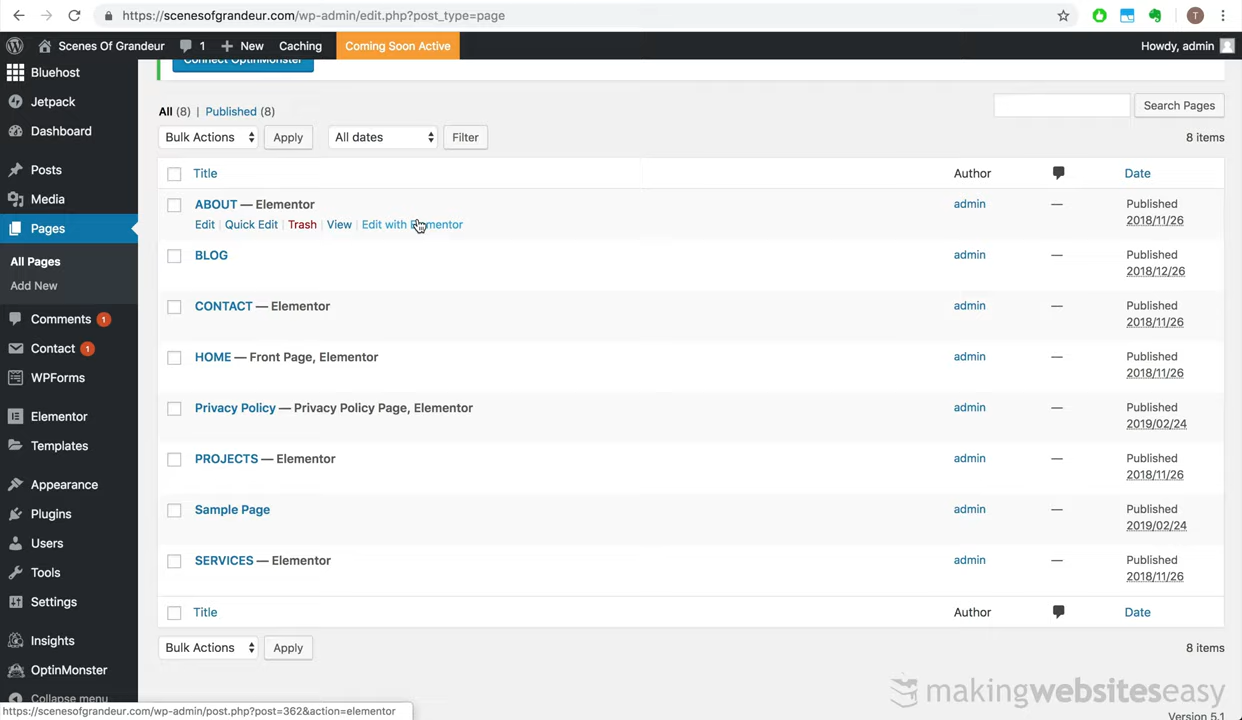 https://scenesofgrandeur.com/wp-admin/edit.php?post_type=page
T
Scenes Of Grandeur
1
New
Caching
Coming Soon Active
Howdy, admin
Bluehost
Jetpack
Dashboard
Posts
Media
Pages
All Pages
Add New
Comments 1
Contact 1
WPForms
Elementor
Templates
Appearance
Plugins
Users
Tools
Settings
Insights
OptinMonster
Collapse menu
Connect OptinMonster
All (8) | Published (8)
Search Pages
Bulk Actions
Apply
All dates
Filter
8 items
Title
Author
Date
ABOUT — Elementor
Edit | Quick Edit | Trash | View | Edit with Elementor
admin
—
Published
2018/11/26
BLOG
admin
—
Published
2018/12/26
CONTACT — Elementor
admin
—
Published
2018/11/26
HOME — Front Page, Elementor
admin
—
Published
2018/11/26
Privacy Policy — Privacy Policy Page, Elementor
admin
—
Published
2019/02/24
PROJECTS — Elementor
admin
—
Published
2018/11/26
Sample Page
admin
—
Published
2019/02/24
SERVICES — Elementor
admin
—
Published
2018/11/26
Title
Author
Date
Bulk Actions
Apply
8 items
makingwebsiteseasy
https://scenesofgrandeur.com/wp-admin/post.php?post=362&action=elementor
Version 5.1